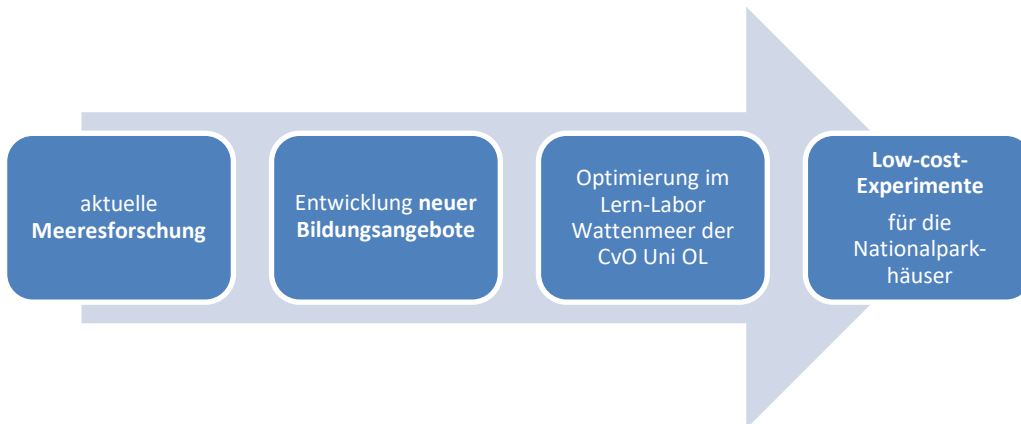 aktuelle
Meeresforschung
Entwicklung neuer
Bildungsangebote
Optimierung im
Lern-Labor
Wattenmeer der
CvO Uni OL
Low-cost-
Experimente
für die
Nationalpark-
häuser